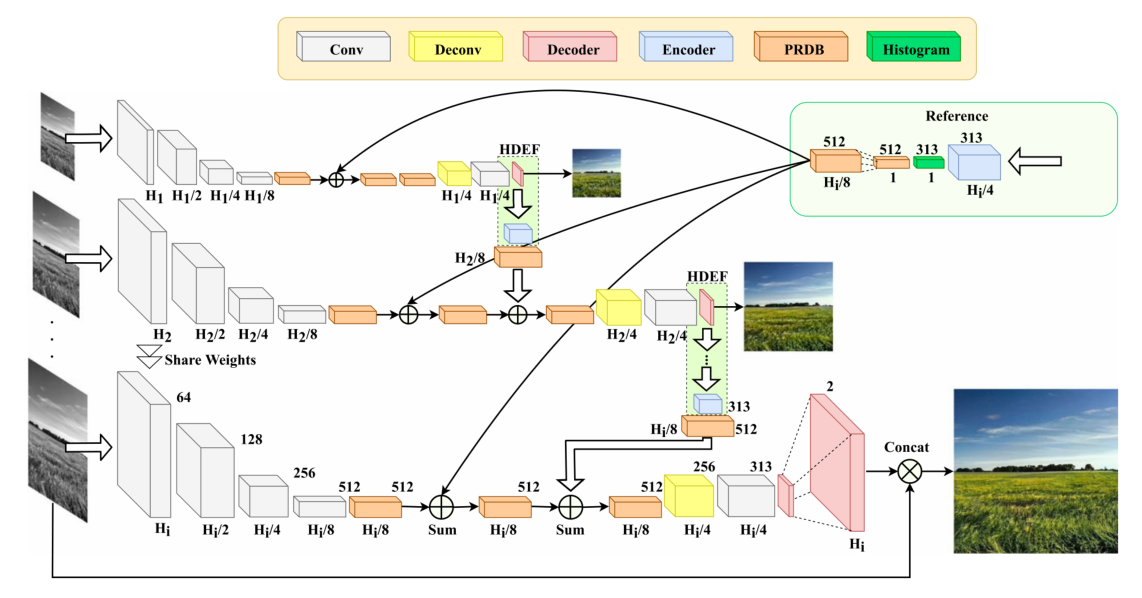 Conv Deconv Decoder Encoder PRDB Histogram
Reference
512 512 313 313
H_i/8 1 1 H_i/4
HDEF
H_1 H_1/2 H_1/4 H_1/8 H_1/4 H_1/4
H_2/8
HDEF
H_2 H_2/2 H_2/4 H_2/8 H_2/4 H_2/4
Share Weights
64 128 256 512 512 512 512 256 313 2
313
H_i/8 512
Concat
Sum Sum
H_i H_i/2 H_i/4 H_i/8 H_i/8 H_i/8 H_i/8 H_i/4 H_i/4 H_i